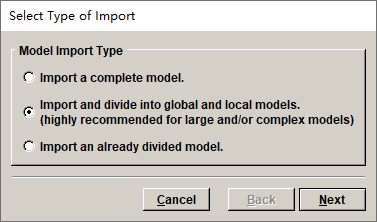 Select Type of Import
Model Import Type
Import a complete model.
Import and divide into global and local models.
(highly recommended for large and/or complex models)
Import an already divided model.
Cancel
Back
Next